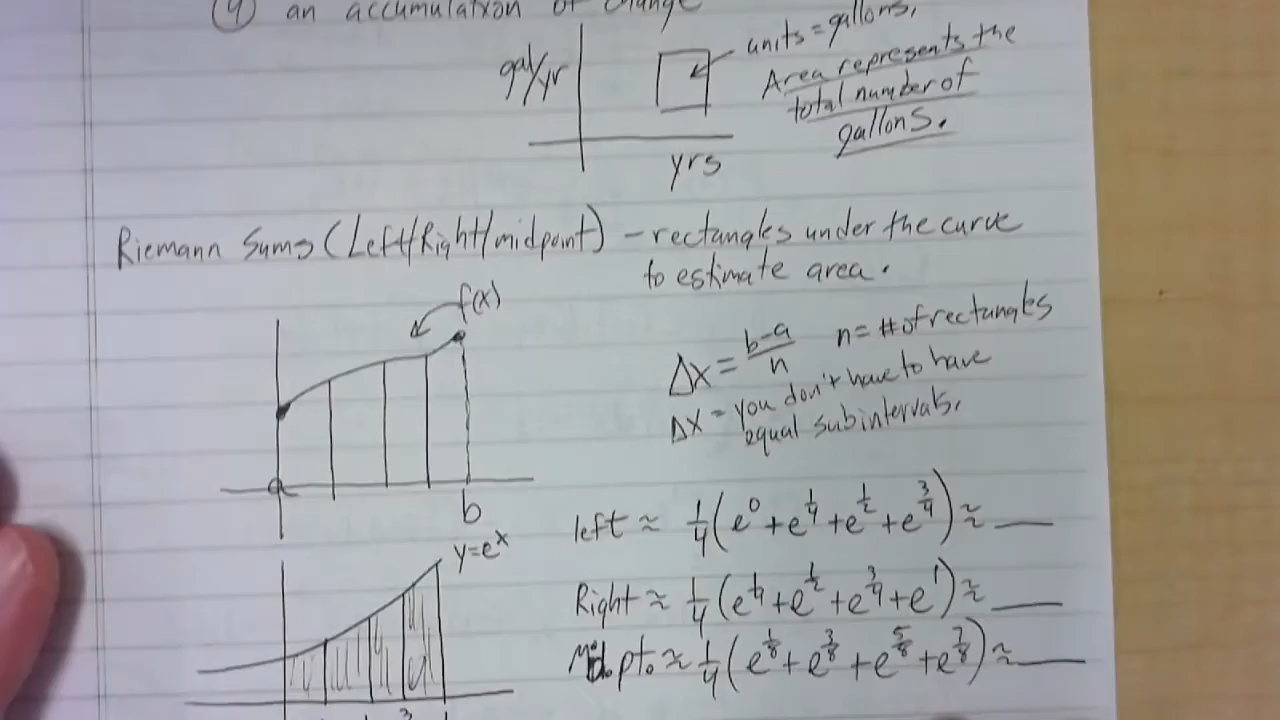 ④ an accumulation of change
gal/yr
units = gallons.
Area represents the
total number of
gallons.
yrs
Riemann Sums (Left/Right/midpoint) – rectangles under the curve
to estimate area.
f(x)
Δx = b-a/n n = # of rectangles
Δx = you don't have to have
equal subintervals.
a b
left ≈ 1/4(e^0 + e^1/4 + e^1/2 + e^3/4) ≈ ___
y=e^x
Right ≈ 1/4(e^1/4 + e^1/2 + e^3/4 + e^1) ≈ ___
Mid. pt. ≈ 1/4(e^1/8 + e^3/8 + e^5/8 + e^7/8) ≈ ___